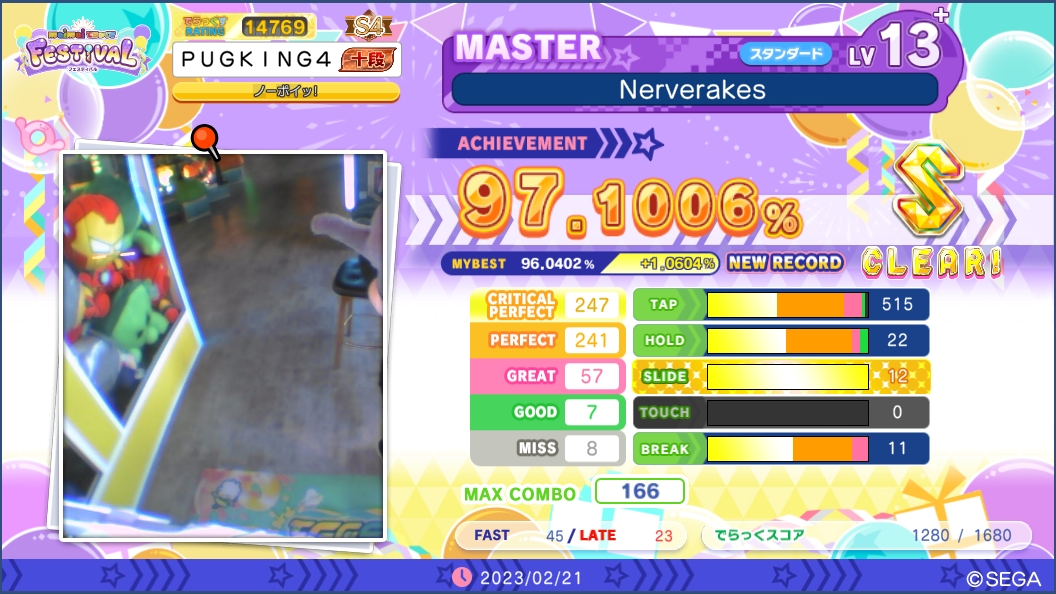 maimai でらっくす
FESTiVAL
フェスティバル
でらっくす
RATING
14769
S4
PUGKING4
十段
ノーポイッ!
MASTER
スタンダード
LV 13+
Nerverakes
ACHIEVEMENT
97.1006%
S
MYBEST 96.0402% +1.0604% NEW RECORD
CLEAR!
CRITICAL PERFECT 247
TAP 515
PERFECT 241
HOLD 22
GREAT 57
SLIDE 12
GOOD 7
TOUCH 0
MISS 8
BREAK 11
MAX COMBO 166
FAST 45 / LATE 23
でらっくスコア 1280 / 1680
2023/02/21
©SEGA